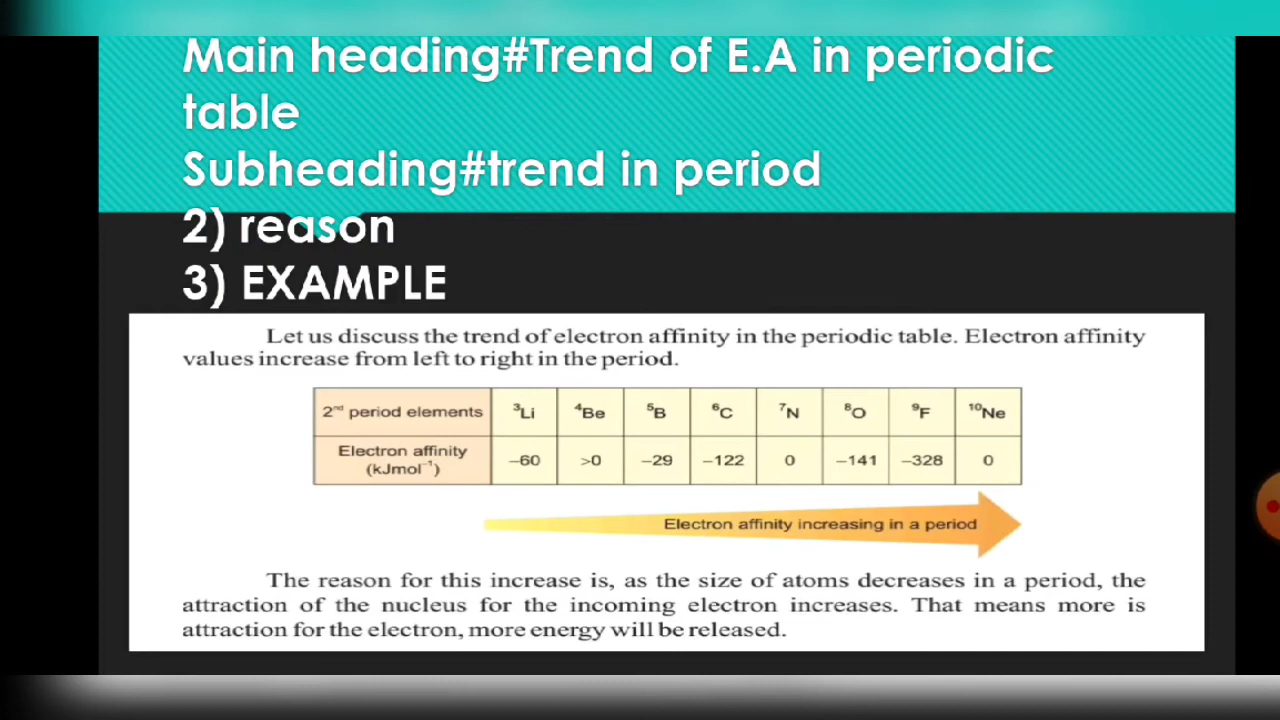 Main heading#Trend of E.A in periodic
table
Subheading#trend in period
2) reason
3) EXAMPLE
Let us discuss the trend of electron affinity in the periodic table. Electron affinity
values increase from left to right in the period.
2nd period elements 3Li 4Be 5B 6C 7N 8O 9F 10Ne
Electron affinity
(kJmol-1) –60 >0 –29 –122 0 –141 –328 0
Electron affinity increasing in a period
The reason for this increase is, as the size of atoms decreases in a period, the
attraction of the nucleus for the incoming electron increases. That means more is
attraction for the electron, more energy will be released.